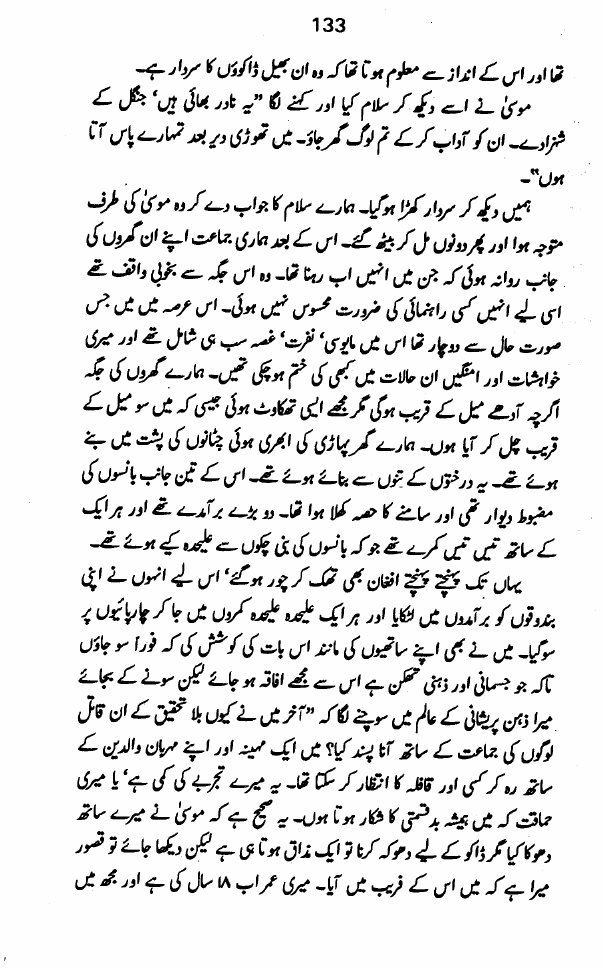 133
تھا اور اس کے انداز سے معلوم ہوتا تھا کہ وہ ان بھیل ڈاکوؤں کا سردار ہے۔
موسیٰ نے اسے دیکھ کر سلام کیا اور کہنے لگا ”یہ نادر بھائی ہیں‘ جنگل کے
شہزادے۔ ان کو آداب کر کے تم لوگ گھر جاؤ۔ میں تھوڑی دیر بعد تمہارے پاس آتا
ہوں“۔
ہمیں دیکھ کر سردار کھڑا ہوگیا۔ ہمارے سلام کا جواب دے کر وہ موسیٰ کی طرف
متوجہ ہوا اور پھر دونوں مل کر بیٹھ گئے۔ اس کے بعد ہماری جماعت اپنے ان گھروں کی
جانب روانہ ہوئی کہ جن میں انہیں اب رہنا تھا۔ وہ اس جگہ سے بخوبی واقف تھے
اسی لیے انہیں کسی راہنمائی کی ضرورت محسوس نہیں ہوئی۔ اس عرصہ میں میں جس
صورت حال سے دوچار تھا اس میں مایوسی‘ نفرت‘ غصہ سب ہی شامل تھے اور میری
خواہشات اور امنگیں ان حالات میں کبھی کی ختم ہوچکی تھیں۔ ہمارے گھروں کی جگہ
اگرچہ آدھے میل کے قریب ہوگی مگر مجھے ایسی تھکاوٹ ہوئی جیسی کہ میں سو میل کے
قریب چل کر آیا ہوں۔ ہمارے گھر پہاڑی کی ابھری ہوئی چٹانوں کی پشت میں بنے
ہوئے تھے۔ یہ درختوں کے تنوں سے بنائے ہوئے تھے۔ اس کے تین جانب بانسوں کی
مضبوط دیوار تھی اور سامنے کا حصہ کھلا ہوا تھا۔ دو بڑے برآمدے تھے اور ہر ایک
کے ساتھ تین تین کمرے تھے جو کہ بانسوں کی بنی چکوں سے علیحدہ کیے ہوئے تھے۔
یہاں تک پہنچتے پہنچتے افغان بھی تھک کر چور ہوگئے‘ اس لیے انہوں نے اپنی
بندوقوں کو برآمدوں میں لٹکایا اور ہر ایک علیحدہ علیحدہ کمروں میں جا کر چارپائیوں پر
سوگیا۔ میں نے بھی اپنے ساتھیوں کی مانند اس بات کی کوشش کی کہ فوراً سو جاؤں
تاکہ جو جسمانی اور ذہنی تھکن ہے اس سے مجھے افاقہ ہو جائے لیکن سونے کے بجائے
میرا ذہن پریشانی کے عالم میں سوچنے لگا کہ ”آخر میں نے کیوں بلا تحقیق کے ان قاتل
لوگوں کی جماعت کے ساتھ آنا پسند کیا؟ میں ایک مہینہ اور اپنے مہربان والدین کے
ساتھ رہ کر کسی اور قافلہ کا انتظار کر سکتا تھا۔ یہ میرے تجربے کی کمی ہے‘ یا میری
حماقت کہ میں ہمیشہ بدقسمتی کا شکار ہوتا ہوں۔ یہ صحیح ہے کہ موسیٰ نے میرے ساتھ
دھوکا کیا مگر ڈاکو کے لیے دھوکہ کرنا تو ایک مذاق ہوتا ہی ہے لیکن دیکھا جائے تو قصور
میرا ہے کہ میں اس کے فریب میں آیا۔ میری عمر اب ۱۸ سال کی ہے اور مجھ میں